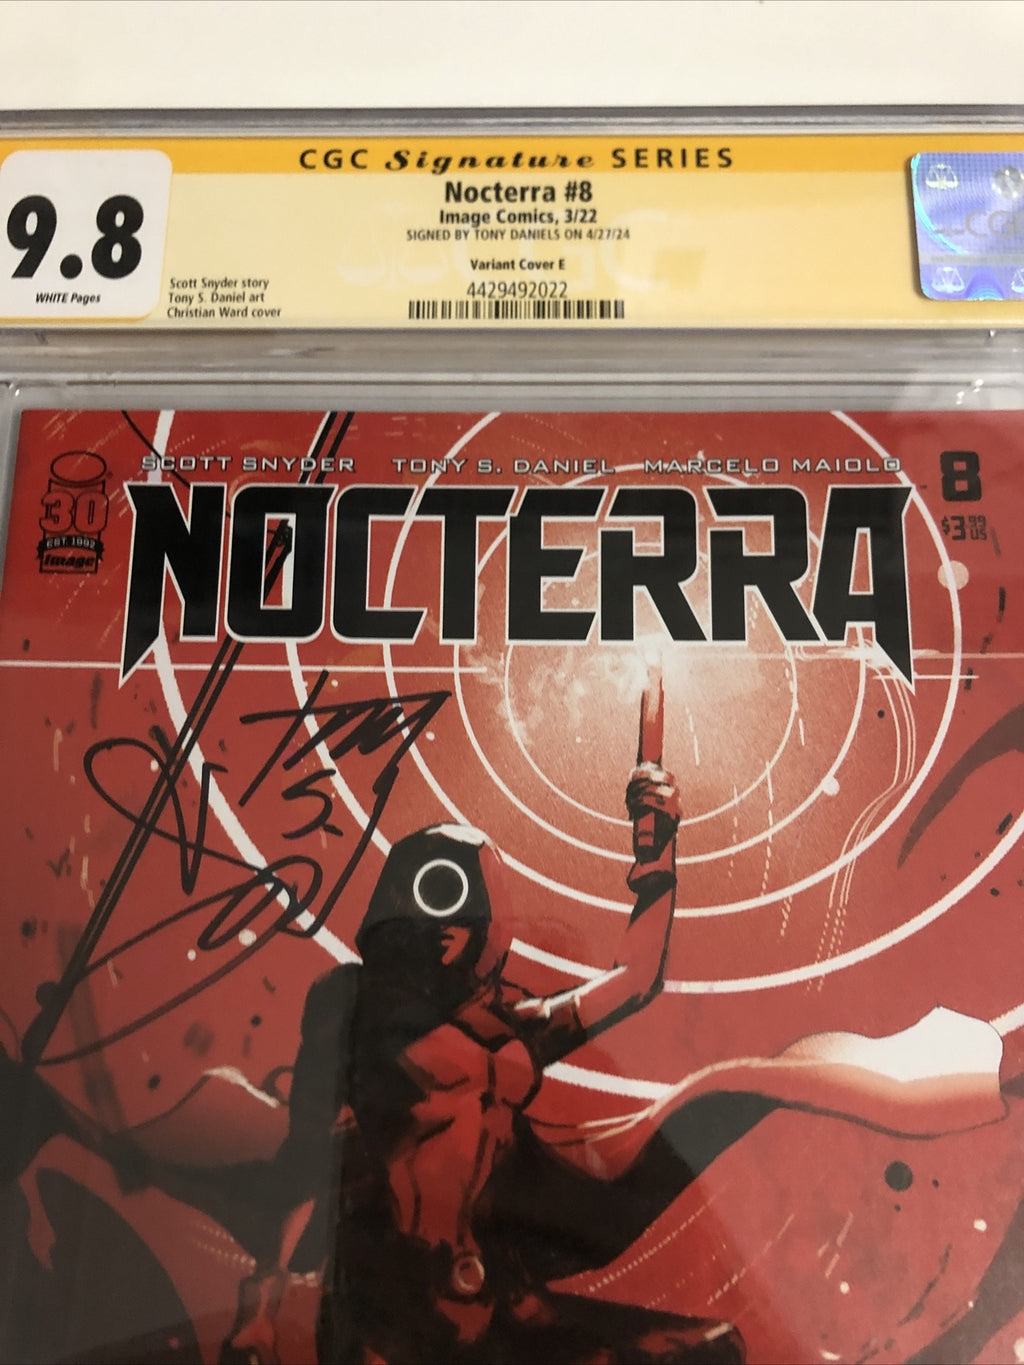 CGC Signature SERIES
9.8
WHITE Pages
Nocterra #8
Image Comics, 3/22
SIGNED BY TONY DANIELS ON 4/27/24
Variant Cover E
4429492022
Scott Snyder story
Tony S. Daniel art
Christian Ward cover
CGC
SCOTT SNYDER TONY S. DANIEL MARCELO MAIOLO
30
EST. 1992
image
NOCTERRA
8
$3.99
US
Tony
S.